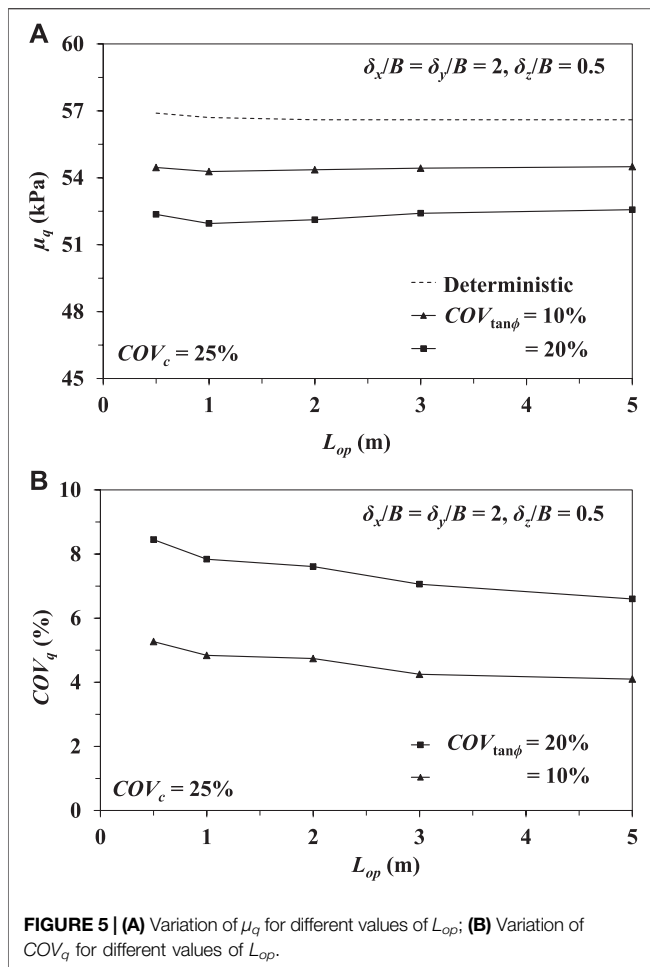 A
60
57
54
51
48
45
μq (kPa)
δx/B = δy/B = 2, δz/B = 0.5
Deterministic
COVtanϕ = 10%
= 20%
COVc = 25%
0 1 2 3 4 5
Lop (m)
B
10
8
6
4
2
0
COVq (%)
δx/B = δy/B = 2, δz/B = 0.5
COVtanϕ = 20%
= 10%
COVc = 25%
0 1 2 3 4 5
Lop (m)
FIGURE 5 | (A) Variation of μq for different values of Lop; (B) Variation of
COVq for different values of Lop.